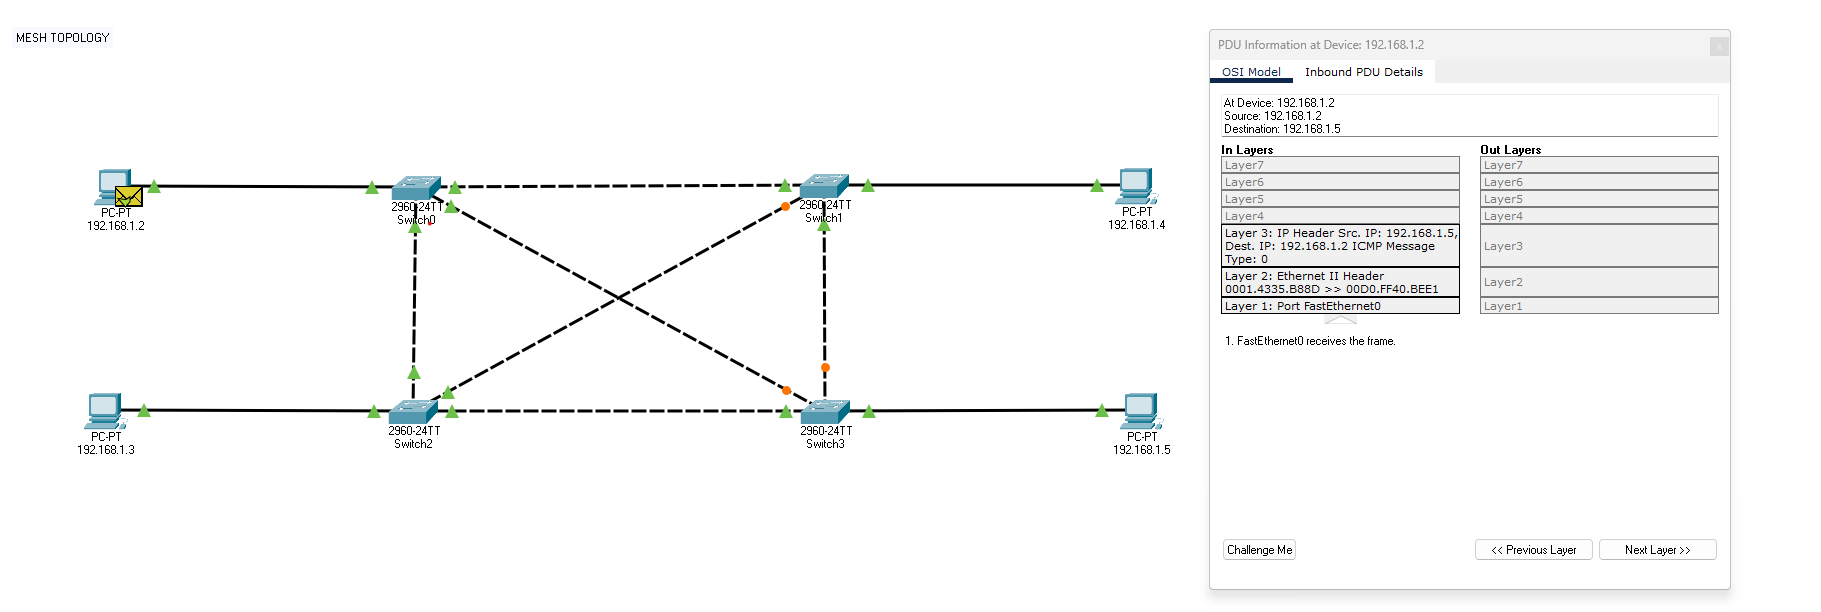 MESH TOPOLOGY
PC-PT
192.168.1.2
2960-24TT
Switch0
2960-24TT
Switch1
PC-PT
192.168.1.4
PC-PT
192.168.1.3
2960-24TT
Switch2
2960-24TT
Switch3
PC-PT
192.168.1.5
PDU Information at Device: 192.168.1.2
x
OSI Model
Inbound PDU Details
At Device: 192.168.1.2
Source: 192.168.1.2
Destination: 192.168.1.5
In Layers
Layer7
Layer6
Layer5
Layer4
Layer 3: IP Header Src. IP: 192.168.1.5,
Dest. IP: 192.168.1.2 ICMP Message
Type: 0
Layer 2: Ethernet II Header
0001.4335.B88D >> 00D0.FF40.BEE1
Layer 1: Port FastEthernet0
Out Layers
Layer7
Layer6
Layer5
Layer4
Layer3
Layer2
Layer1
1. FastEthernet0 receives the frame.
Challenge Me
<< Previous Layer
Next Layer >>